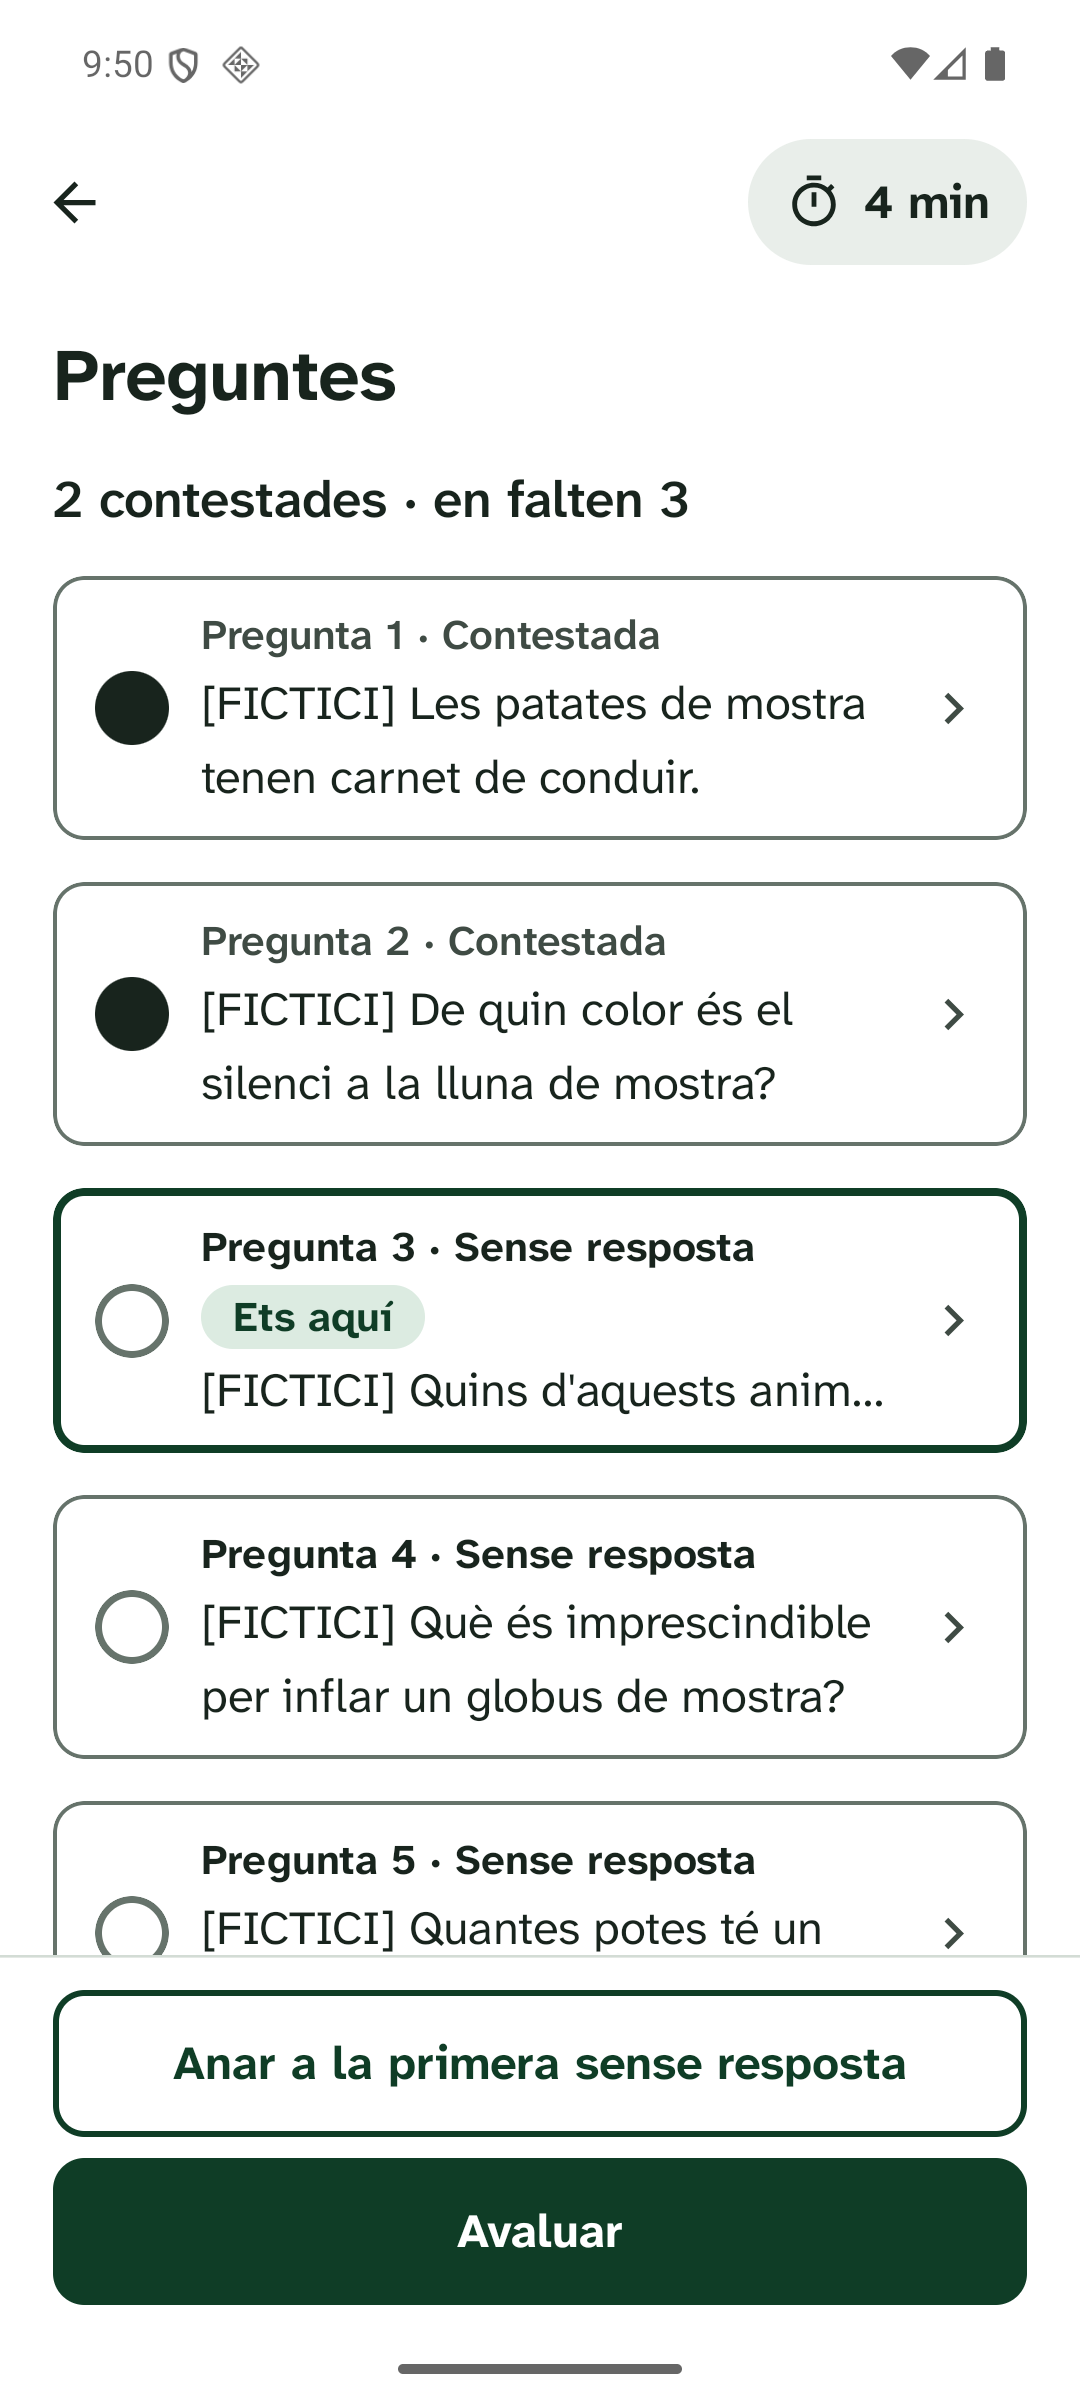 9:50
4 min
Preguntes
2 contestades · en falten 3
Pregunta 1 · Contestada
[FICTICI] Les patates de mostra
tenen carnet de conduir.
Pregunta 2 · Contestada
[FICTICI] De quin color és el
silenci a la lluna de mostra?
Pregunta 3 · Sense resposta
Ets aquí
[FICTICI] Quins d'aquests anim...
Pregunta 4 · Sense resposta
[FICTICI] Què és imprescindible
per inflar un globus de mostra?
Pregunta 5 · Sense resposta
[FICTICI] Quantes potes té un
Anar a la primera sense resposta
Avaluar